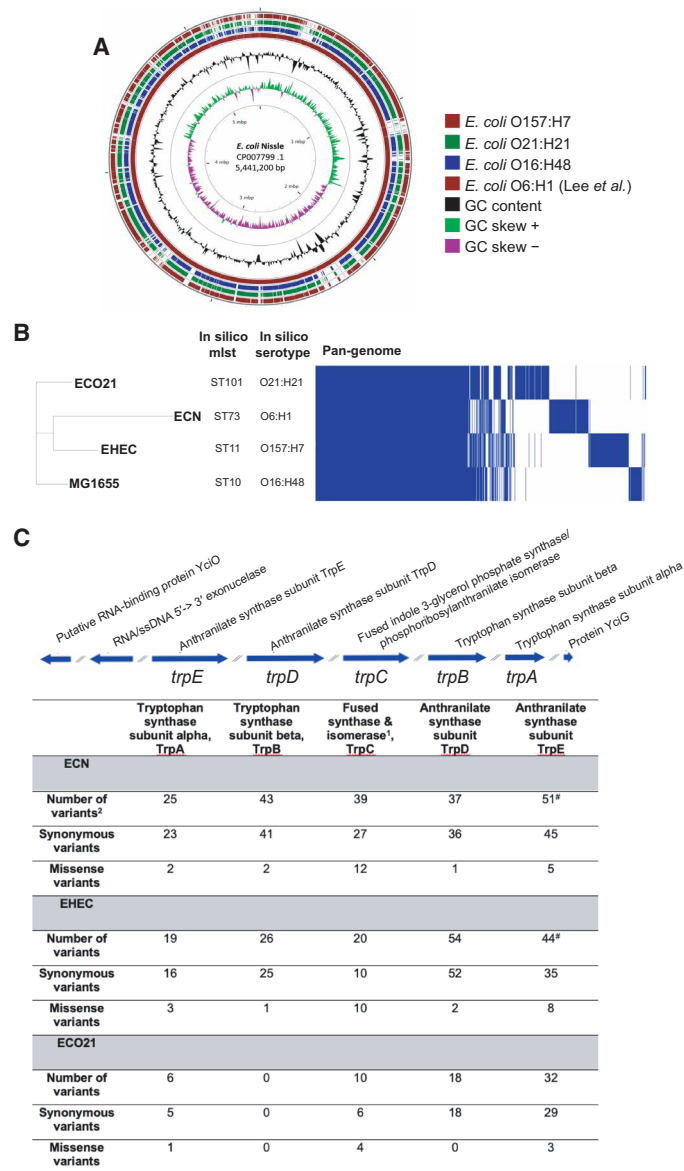 A
5 mbp
1 mbp
E. coli Nissle
CP007799 .1
5,441,200 bp
4 mbp
2 mbp
3 mbp
E. coli O157:H7
E. coli O21:H21
E. coli O16:H48
E. coli O6:H1 (Lee et al.)
GC content
GC skew +
GC skew −
B
In silico mlst
In silico serotype
Pan-genome
ECO21 ST101 O21:H21
ECN ST73 O6:H1
EHEC ST11 O157:H7
MG1655 ST10 O16:H48
C
Putative RNA-binding protein YciO
RNA/ssDNA 5'-> 3' exonucelase
Anthranilate synthase subunit TrpE
Anthranilate synthase subunit TrpD
Fused indole 3-glycerol phosphate synthase/
phosphoribosylanthranilate isomerase
Tryptophan synthase subunit beta
Tryptophan synthase subunit alpha
Protein YciG
trpE trpD trpC trpB trpA
Tryptophan synthase subunit alpha, TrpA
Tryptophan synthase subunit beta, TrpB
Fused synthase & isomerase¹, TrpC
Anthranilate synthase subunit TrpD
Anthranilate synthase subunit TrpE
ECN
Number of variants² 25 43 39 37 51#
Synonymous variants 23 41 27 36 45
Missense variants 2 2 12 1 5
EHEC
Number of variants 19 26 20 54 44#
Synonymous variants 16 25 10 52 35
Missense variants 3 1 10 2 8
ECO21
Number of variants 6 0 10 18 32
Synonymous variants 5 0 6 18 29
Missense variants 1 0 4 0 3